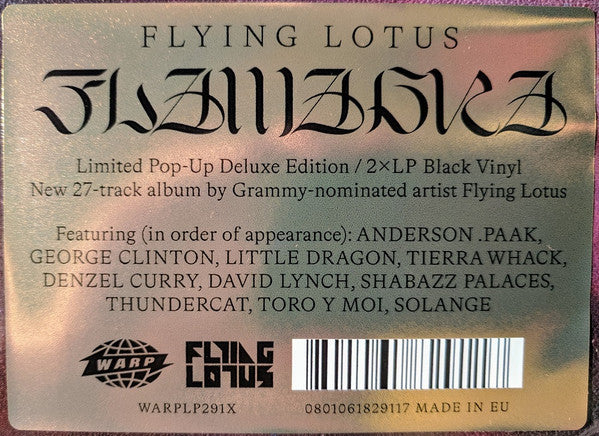 FLYING LOTUS
FLAMAGRA
Limited Pop-Up Deluxe Edition / 2×LP Black Vinyl
New 27-track album by Grammy-nominated artist Flying Lotus
Featuring (in order of appearance): ANDERSON .PAAK,
GEORGE CLINTON, LITTLE DRAGON, TIERRA WHACK,
DENZEL CURRY, DAVID LYNCH, SHABAZZ PALACES,
THUNDERCAT, TORO Y MOI, SOLANGE
WARP
FLYING
LOTUS
WARPLP291X
0801061829117 MADE IN EU